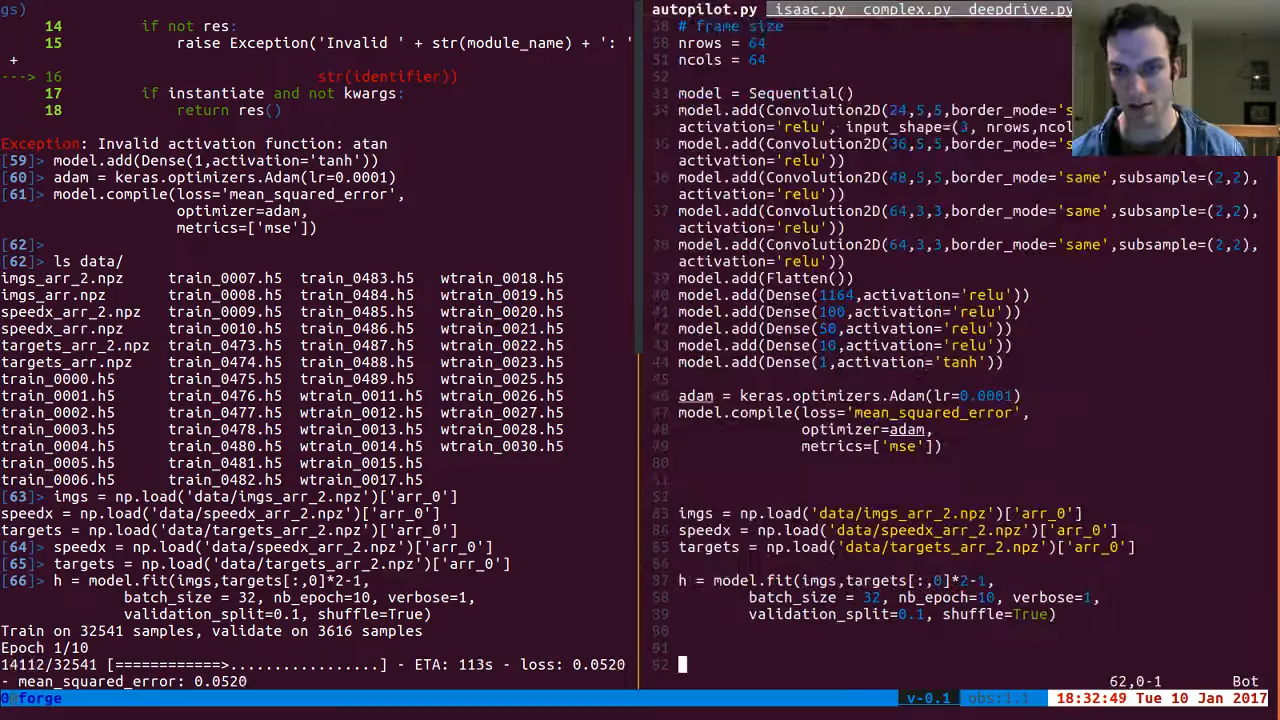 gs)
14 if not res:
15 raise Exception('Invalid ' + str(module_name) + ': '
+
---> 16 str(identifier))
17 if instantiate and not kwargs:
18 return res()
Exception: Invalid activation function: atan
[59]> model.add(Dense(1,activation='tanh'))
[60]> adam = keras.optimizers.Adam(lr=0.0001)
[61]> model.compile(loss='mean_squared_error',
optimizer=adam,
metrics=['mse'])
[62]>
[62]> ls data/
imgs_arr_2.npz train_0007.h5 train_0483.h5 wtrain_0018.h5
imgs_arr.npz train_0008.h5 train_0484.h5 wtrain_0019.h5
speedx_arr_2.npz train_0009.h5 train_0485.h5 wtrain_0020.h5
speedx_arr.npz train_0010.h5 train_0486.h5 wtrain_0021.h5
targets_arr_2.npz train_0473.h5 train_0487.h5 wtrain_0022.h5
targets_arr.npz train_0474.h5 train_0488.h5 wtrain_0023.h5
train_0000.h5 train_0475.h5 train_0489.h5 wtrain_0025.h5
train_0001.h5 train_0476.h5 wtrain_0011.h5 wtrain_0026.h5
train_0002.h5 train_0477.h5 wtrain_0012.h5 wtrain_0027.h5
train_0003.h5 train_0478.h5 wtrain_0013.h5 wtrain_0028.h5
train_0004.h5 train_0480.h5 wtrain_0014.h5 wtrain_0030.h5
train_0005.h5 train_0481.h5 wtrain_0015.h5
train_0006.h5 train_0482.h5 wtrain_0017.h5
[63]> imgs = np.load('data/imgs_arr_2.npz')['arr_0']
speedx = np.load('data/speedx_arr_2.npz')['arr_0']
targets = np.load('data/targets_arr_2.npz')['arr_0']
[64]> speedx = np.load('data/speedx_arr_2.npz')['arr_0']
[65]> targets = np.load('data/targets_arr_2.npz')['arr_0']
[66]> h = model.fit(imgs,targets[:,0]*2-1,
batch_size = 32, nb_epoch=10, verbose=1,
validation_split=0.1, shuffle=True)
Train on 32541 samples, validate on 3616 samples
Epoch 1/10
14112/32541 [============>.................] - ETA: 113s - loss: 0.0520
- mean_squared_error: 0.0520
autopilot.py isaac.py complex.py deepdrive.py
# frame size
nrows = 64
ncols = 64
52
model = Sequential()
model.add(Convolution2D(24,5,5,border_mode='s
activation='relu', input_shape=(3, nrows,ncol
model.add(Convolution2D(36,5,5,border_mode='s
activation='relu'))
model.add(Convolution2D(48,5,5,border_mode='same',subsample=(2,2),
activation='relu'))
37 model.add(Convolution2D(64,3,3,border_mode='same',subsample=(2,2),
activation='relu'))
38 model.add(Convolution2D(64,3,3,border_mode='same',subsample=(2,2),
activation='relu'))
39 model.add(Flatten())
model.add(Dense(1164,activation='relu'))
model.add(Dense(100,activation='relu'))
model.add(Dense(50,activation='relu'))
model.add(Dense(10,activation='relu'))
44 model.add(Dense(1,activation='tanh'))
adam = keras.optimizers.Adam(lr=0.0001)
model.compile(loss='mean_squared_error',
optimizer=adam,
metrics=['mse'])
imgs = np.load('data/imgs_arr_2.npz')['arr_0']
speedx = np.load('data/speedx_arr_2.npz')['arr_0']
targets = np.load('data/targets_arr_2.npz')['arr_0']
h = model.fit(imgs,targets[:,0]*2-1,
58 batch_size = 32, nb_epoch=10, verbose=1,
validation_split=0.1, shuffle=True)
62,0-1 Bot
0 forge v-0.1 obs:1.1 18:32:49 Tue 10 Jan 2017